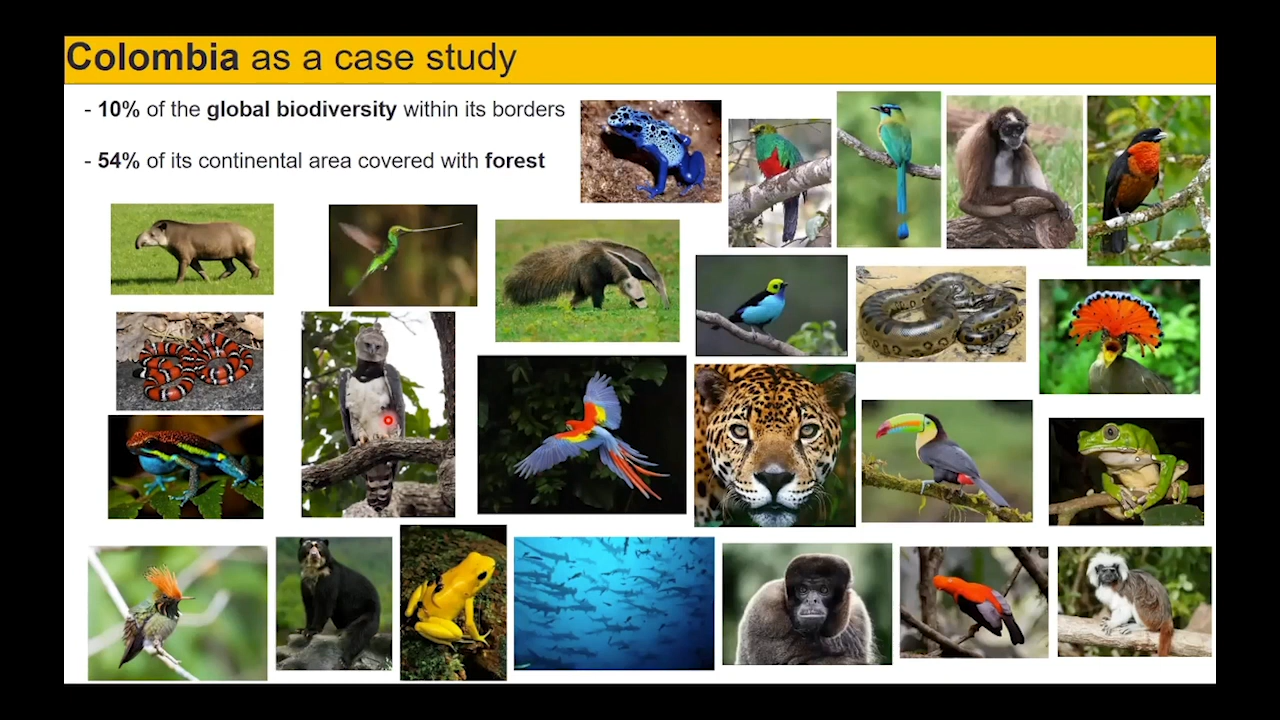 Colombia as a case study
- 10% of the global biodiversity within its borders
- 54% of its continental area covered with forest